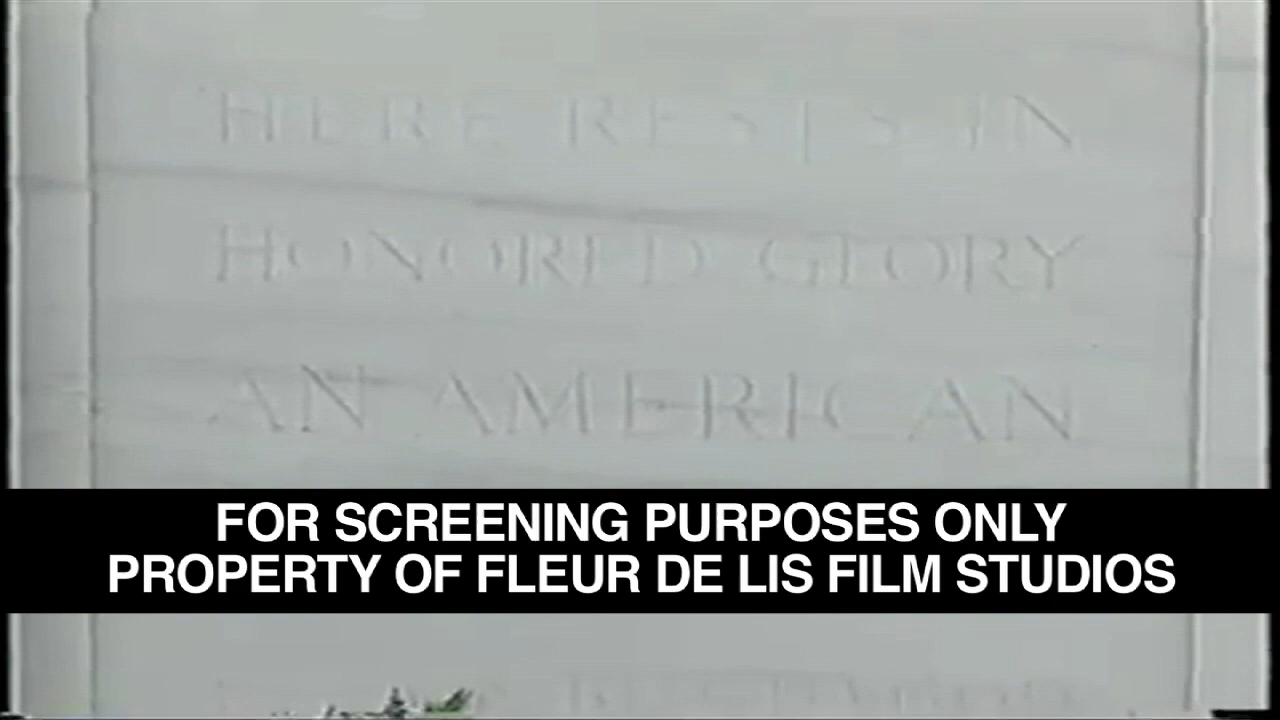 HERE RESTS IN
HONORED GLORY
AN AMERICAN
FOR SCREENING PURPOSES ONLY
PROPERTY OF FLEUR DE LIS FILM STUDIOS